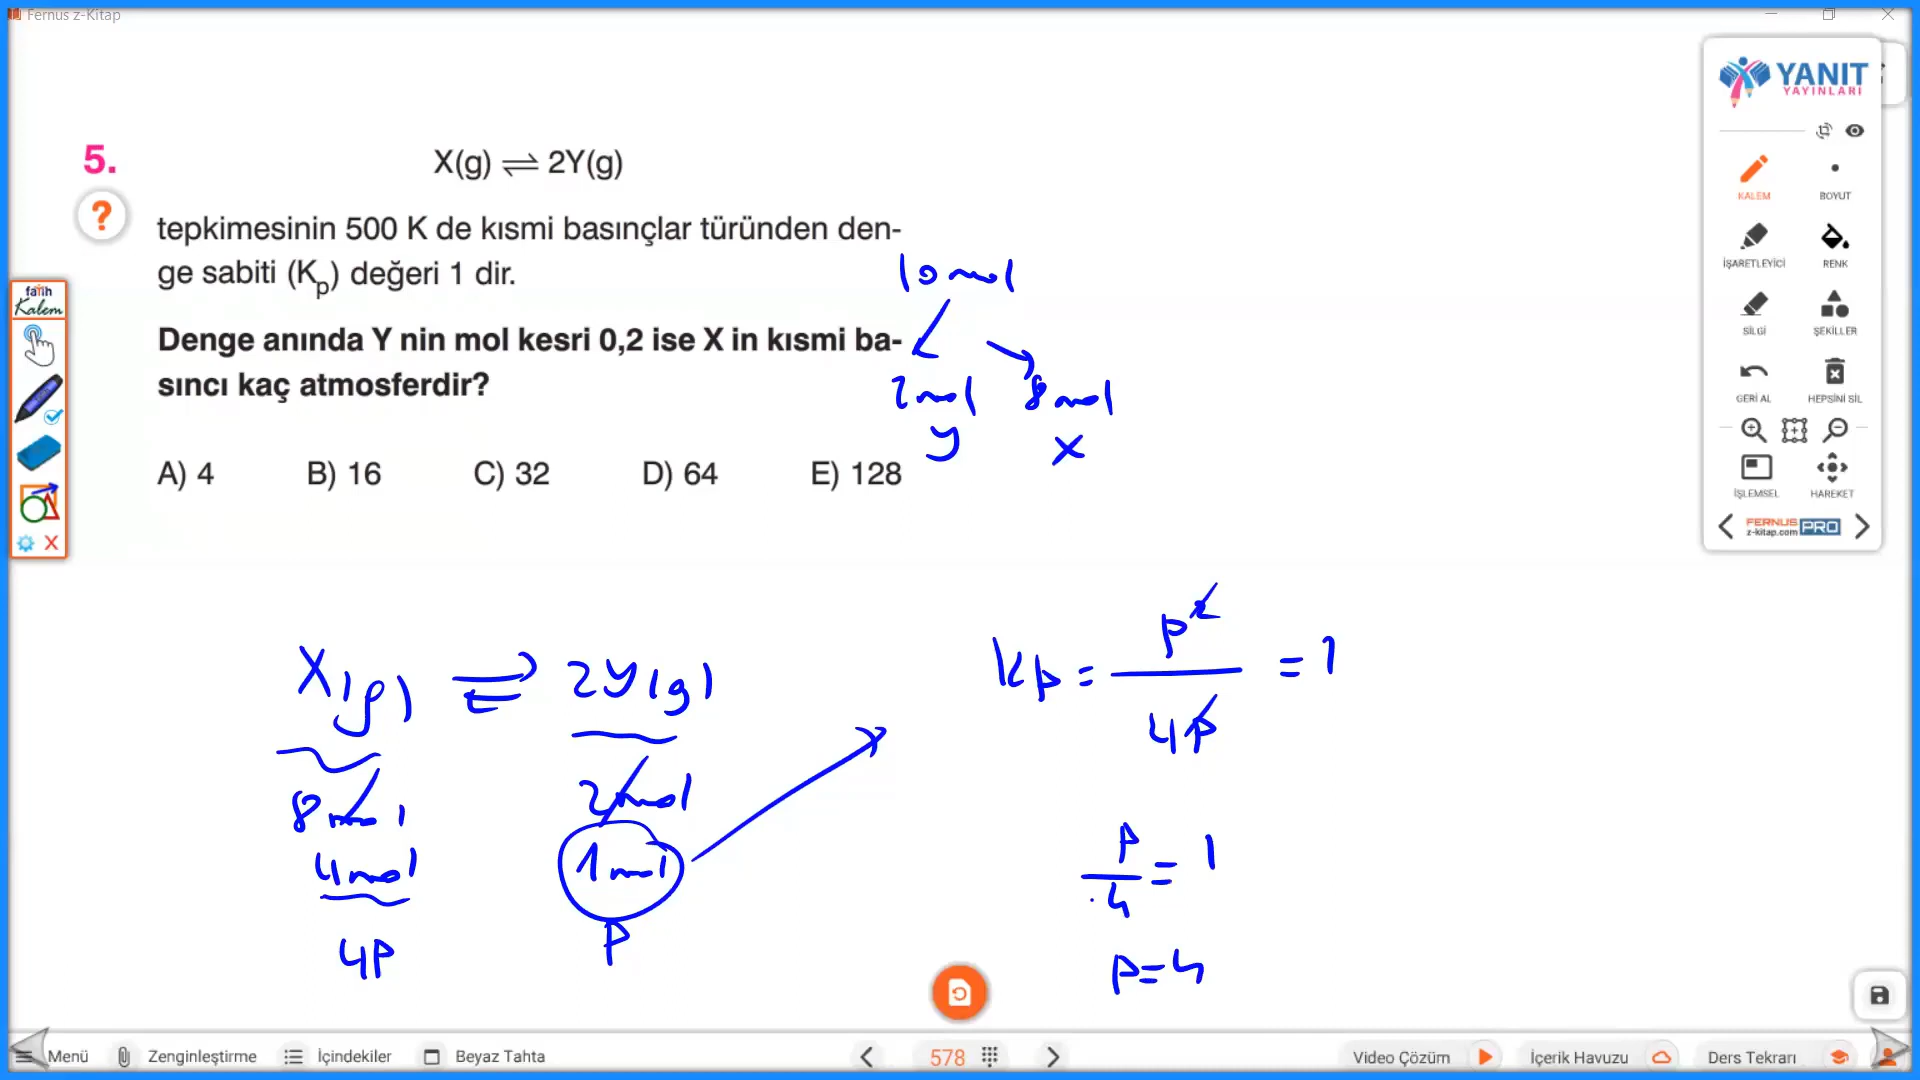 Fernus z-Kitap
YANIT
YAYINLARI
5.
X(g) ⇌ 2Y(g)
?
tepkimesinin 500 K de kısmi basınçlar türünden den-
ge sabiti (Kp) değeri 1 dir.
Denge anında Y nin mol kesri 0,2 ise X in kısmi ba-
sıncı kaç atmosferdir?
A) 4 B) 16 C) 32 D) 64 E) 128
10 mol
2 mol 8 mol
y x
fatih
Kalem
X
KALEM BOYUT
İŞARETLEYİCİ RENK
SİLGİ ŞEKİLLER
GERİ AL HEPSİNİ SİL
İŞLEMSEL HAREKET
FERNUS PRO
z-kitap.com
X(g) ⇌ 2Y(g)
8 mol 2 mol
4 mol 1 mol
4P P
Kp = P² / 4P = 1
P / 4 = 1
P = 4
Menü Zenginleştirme İçindekiler Beyaz Tahta 578 Video Çözüm İçerik Havuzu Ders Tekrarı